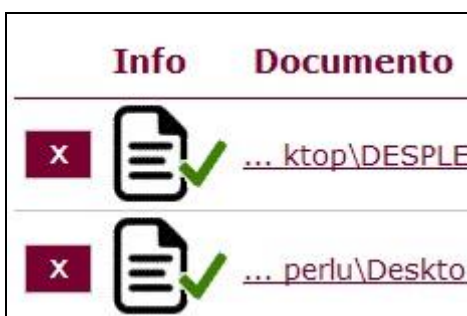 Info Documento
X ... ktop\DESPLE
X ... perlu\Deskto